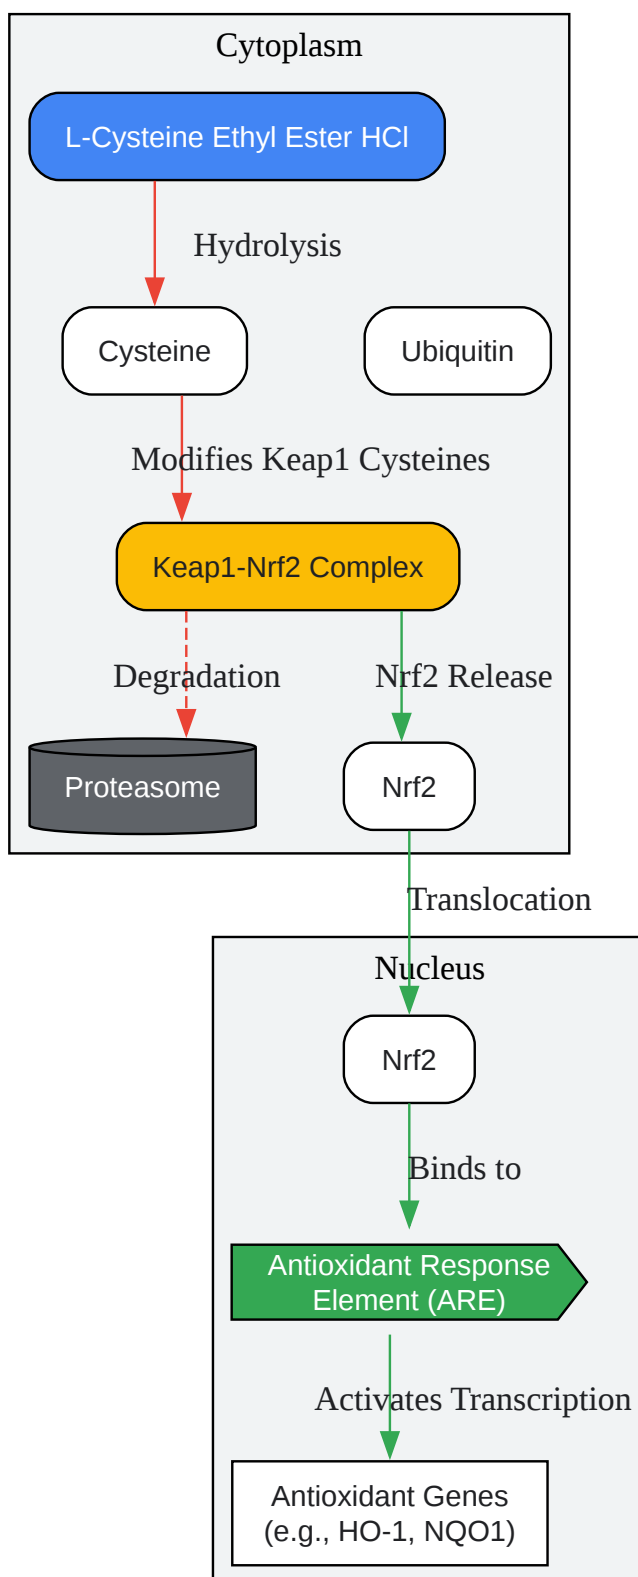 Cytoplasm
L-Cysteine Ethyl Ester HCl
Hydrolysis
Cysteine
Ubiquitin
Modifies Keap1 Cysteines
Keap1-Nrf2 Complex
Degradation
Nrf2 Release
Proteasome
Nrf2
Translocation
Nucleus
Nrf2
Binds to
Antioxidant Response
Element (ARE)
Activates Transcription
Antioxidant Genes
(e.g., HO-1, NQO1)